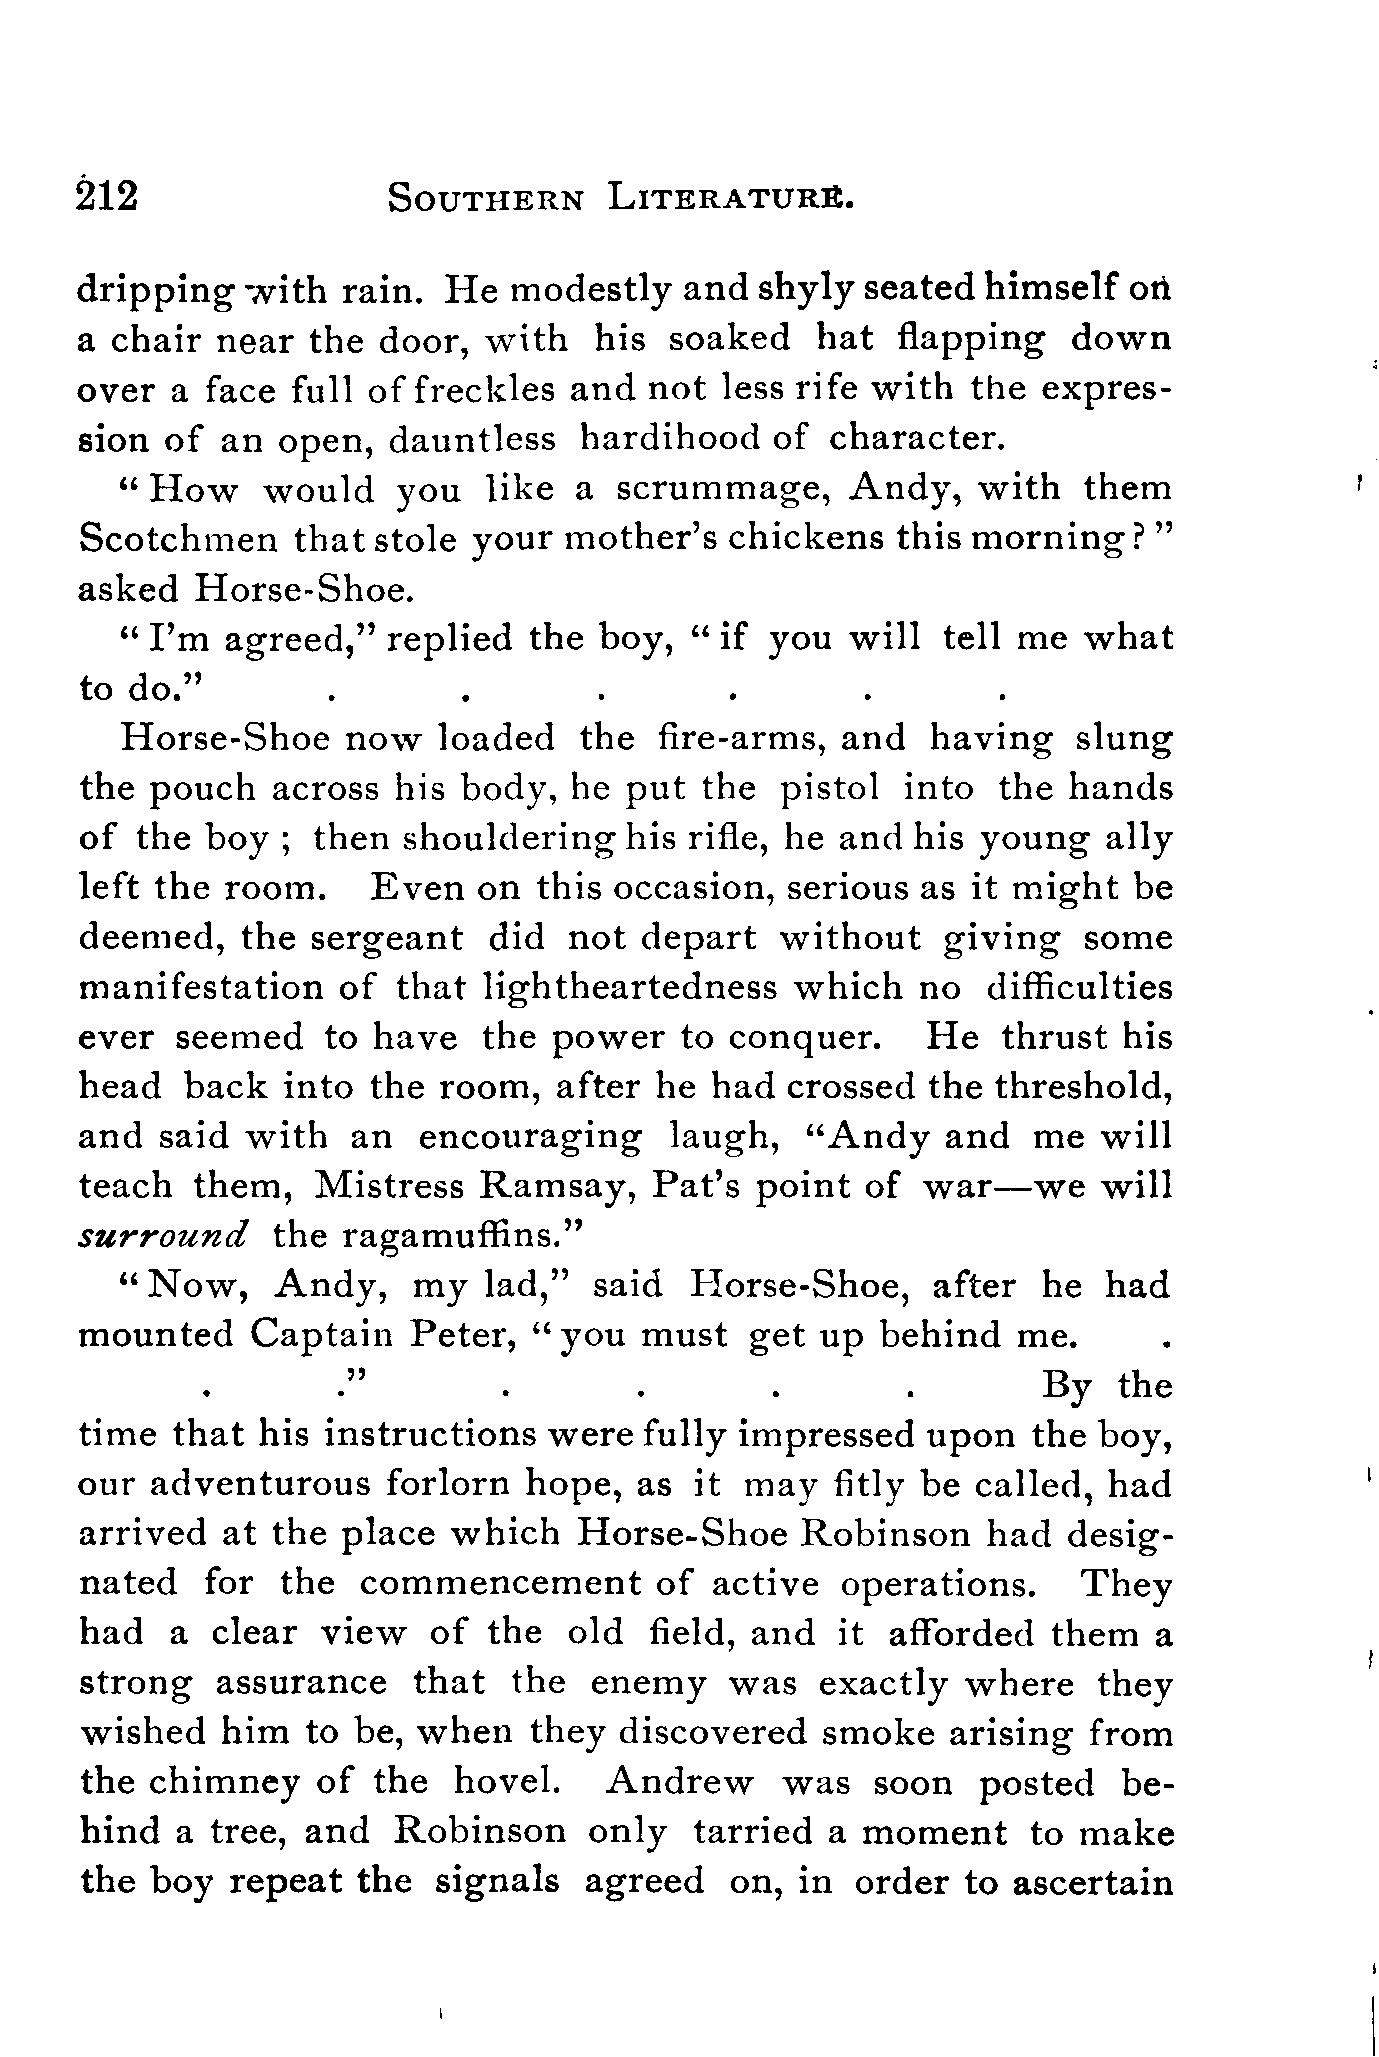 212 SOUTHERN LITERATURE.
dripping with rain. He modestly and shyly seated himself on
a chair near the door, with his soaked hat flapping down
over a face full of freckles and not less rife with the expres-
sion of an open, dauntless hardihood of character.
“ How would you like a scrummage, Andy, with them
Scotchmen that stole your mother’s chickens this morning ? ”
asked Horse-Shoe.
“ I’m agreed,” replied the boy, “ if you will tell me what
to do.” . . . . . .
Horse-Shoe now loaded the fire-arms, and having slung
the pouch across his body, he put the pistol into the hands
of the boy ; then shouldering his rifle, he and his young ally
left the room. Even on this occasion, serious as it might be
deemed, the sergeant did not depart without giving some
manifestation of that lightheartedness which no difficulties
ever seemed to have the power to conquer. He thrust his
head back into the room, after he had crossed the threshold,
and said with an encouraging laugh, “Andy and me will
teach them, Mistress Ramsay, Pat’s point of war—we will
surround the ragamuffins.”
“ Now, Andy, my lad,” said Horse-Shoe, after he had
mounted Captain Peter, “ you must get up behind me. .
. .” . . . . By the
time that his instructions were fully impressed upon the boy,
our adventurous forlorn hope, as it may fitly be called, had
arrived at the place which Horse-Shoe Robinson had desig-
nated for the commencement of active operations. They
had a clear view of the old field, and it afforded them a
strong assurance that the enemy was exactly where they
wished him to be, when they discovered smoke arising from
the chimney of the hovel. Andrew was soon posted be-
hind a tree, and Robinson only tarried a moment to make
the boy repeat the signals agreed on, in order to ascertain